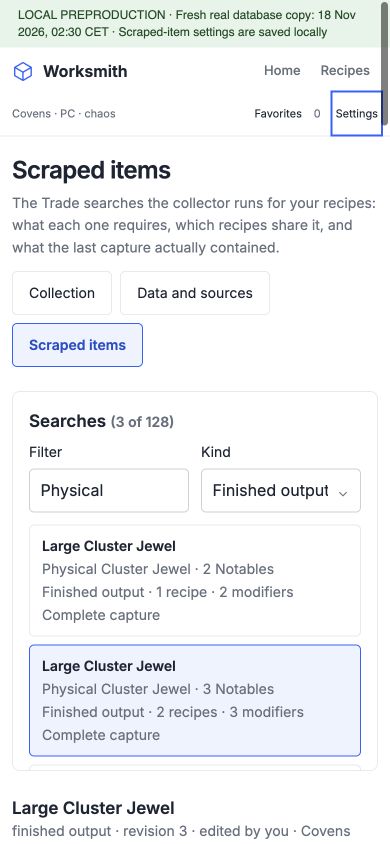 LOCAL PREPRODUCTION · Fresh real database copy: 18 Nov
2026, 02:30 CET · Scraped-item settings are saved locally
Worksmith
Home
Recipes
Covens · PC · chaos
Favorites 0
Settings
Scraped items
The Trade searches the collector runs for your recipes:
what each one requires, which recipes share it, and
what the last capture actually contained.
Collection
Data and sources
Scraped items
Searches (3 of 128)
Filter
Kind
Physical
Finished output
Large Cluster Jewel
Physical Cluster Jewel · 2 Notables
Finished output · 1 recipe · 2 modifiers
Complete capture
Large Cluster Jewel
Physical Cluster Jewel · 3 Notables
Finished output · 2 recipes · 3 modifiers
Complete capture
Large Cluster Jewel
finished output · revision 3 · edited by you · Covens